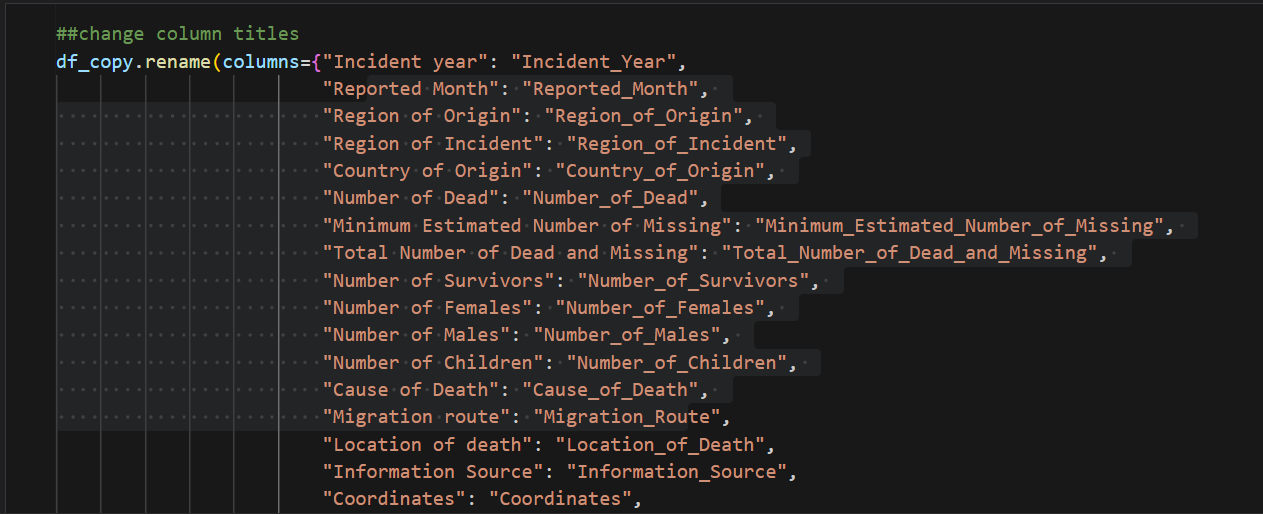 ##change column titles
df_copy.rename(columns={"Incident year": "Incident_Year",
"Reported Month": "Reported_Month",
"Region of Origin": "Region_of_Origin",
"Region of Incident": "Region_of_Incident",
"Country of Origin": "Country_of_Origin",
"Number of Dead": "Number_of_Dead",
"Minimum Estimated Number of Missing": "Minimum_Estimated_Number_of_Missing",
"Total Number of Dead and Missing": "Total_Number_of_Dead_and_Missing",
"Number of Survivors": "Number_of_Survivors",
"Number of Females": "Number_of_Females",
"Number of Males": "Number_of_Males",
"Number of Children": "Number_of_Children",
"Cause of Death": "Cause_of_Death",
"Migration route": "Migration_Route",
"Location of death": "Location_of_Death",
"Information Source": "Information_Source",
"Coordinates": "Coordinates",